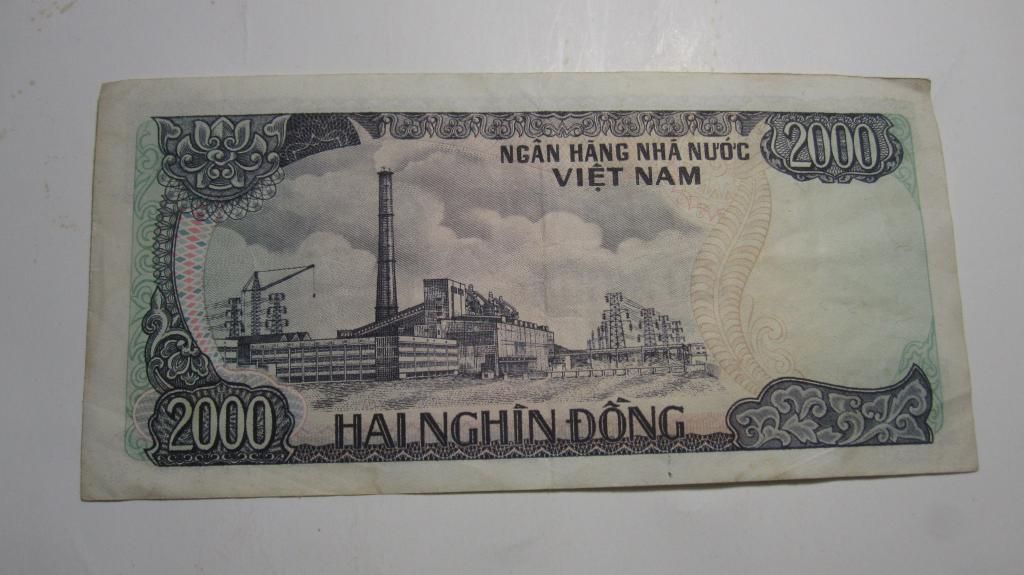 NGÂN HÀNG NHÀ NƯỚC
2000
VIỆT NAM
2000
HAI NGHÌN ĐỒNG